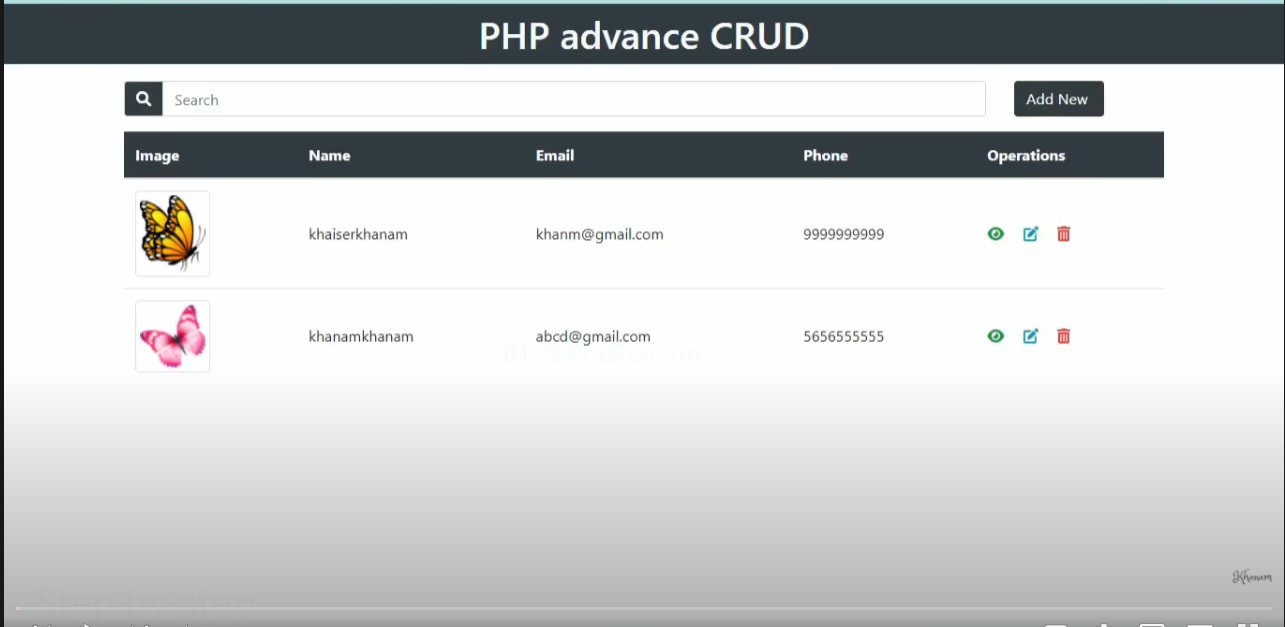 PHP advance CRUD
Search
Add New
Image Name Email Phone Operations
khaiserkhanam khanm@gmail.com 9999999999
khanamkhanam abcd@gmail.com 5656555555
Khanam
Step by step